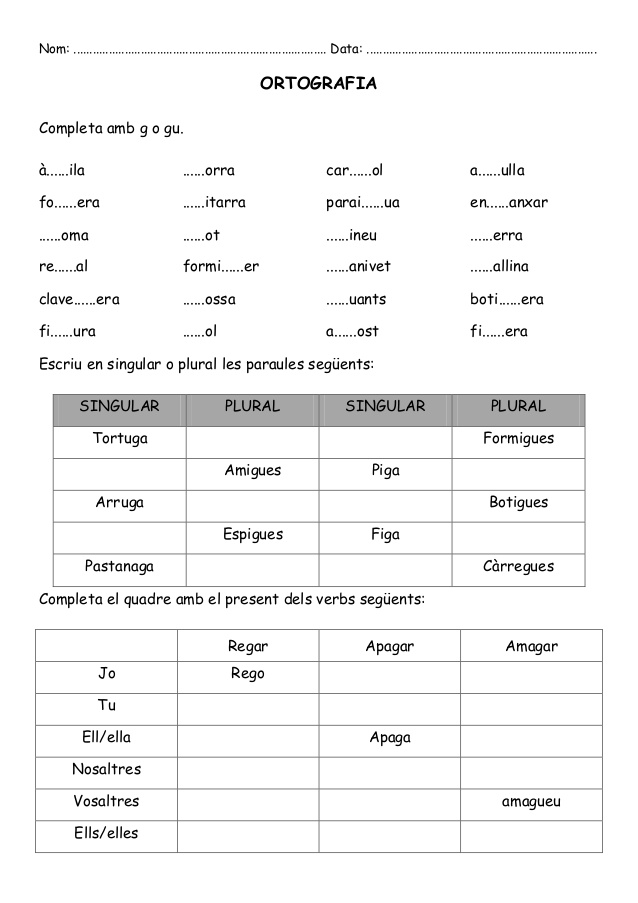 Nom: ............................................................................... Data: ........................................................................
ORTOGRAFIA
Completa amb g o gu.
à......ila ......orra car......ol a......ulla
fo......era ......itarra parai......ua en......anxar
......oma ......ot ......ineu ......erra
re......al formi......er ......anivet ......allina
clave......era ......ossa ......uants boti......era
fi......ura ......ol a......ost fi......era
Escriu en singular o plural les paraules següents:
SINGULAR PLURAL SINGULAR PLURAL
Tortuga Formigues
Amigues Piga
Arruga Botigues
Espigues Figa
Pastanaga Càrregues
Completa el quadre amb el present dels verbs següents:
Regar Apagar Amagar
Jo Rego
Tu
Ell/ella Apaga
Nosaltres
Vosaltres amagueu
Ells/elles